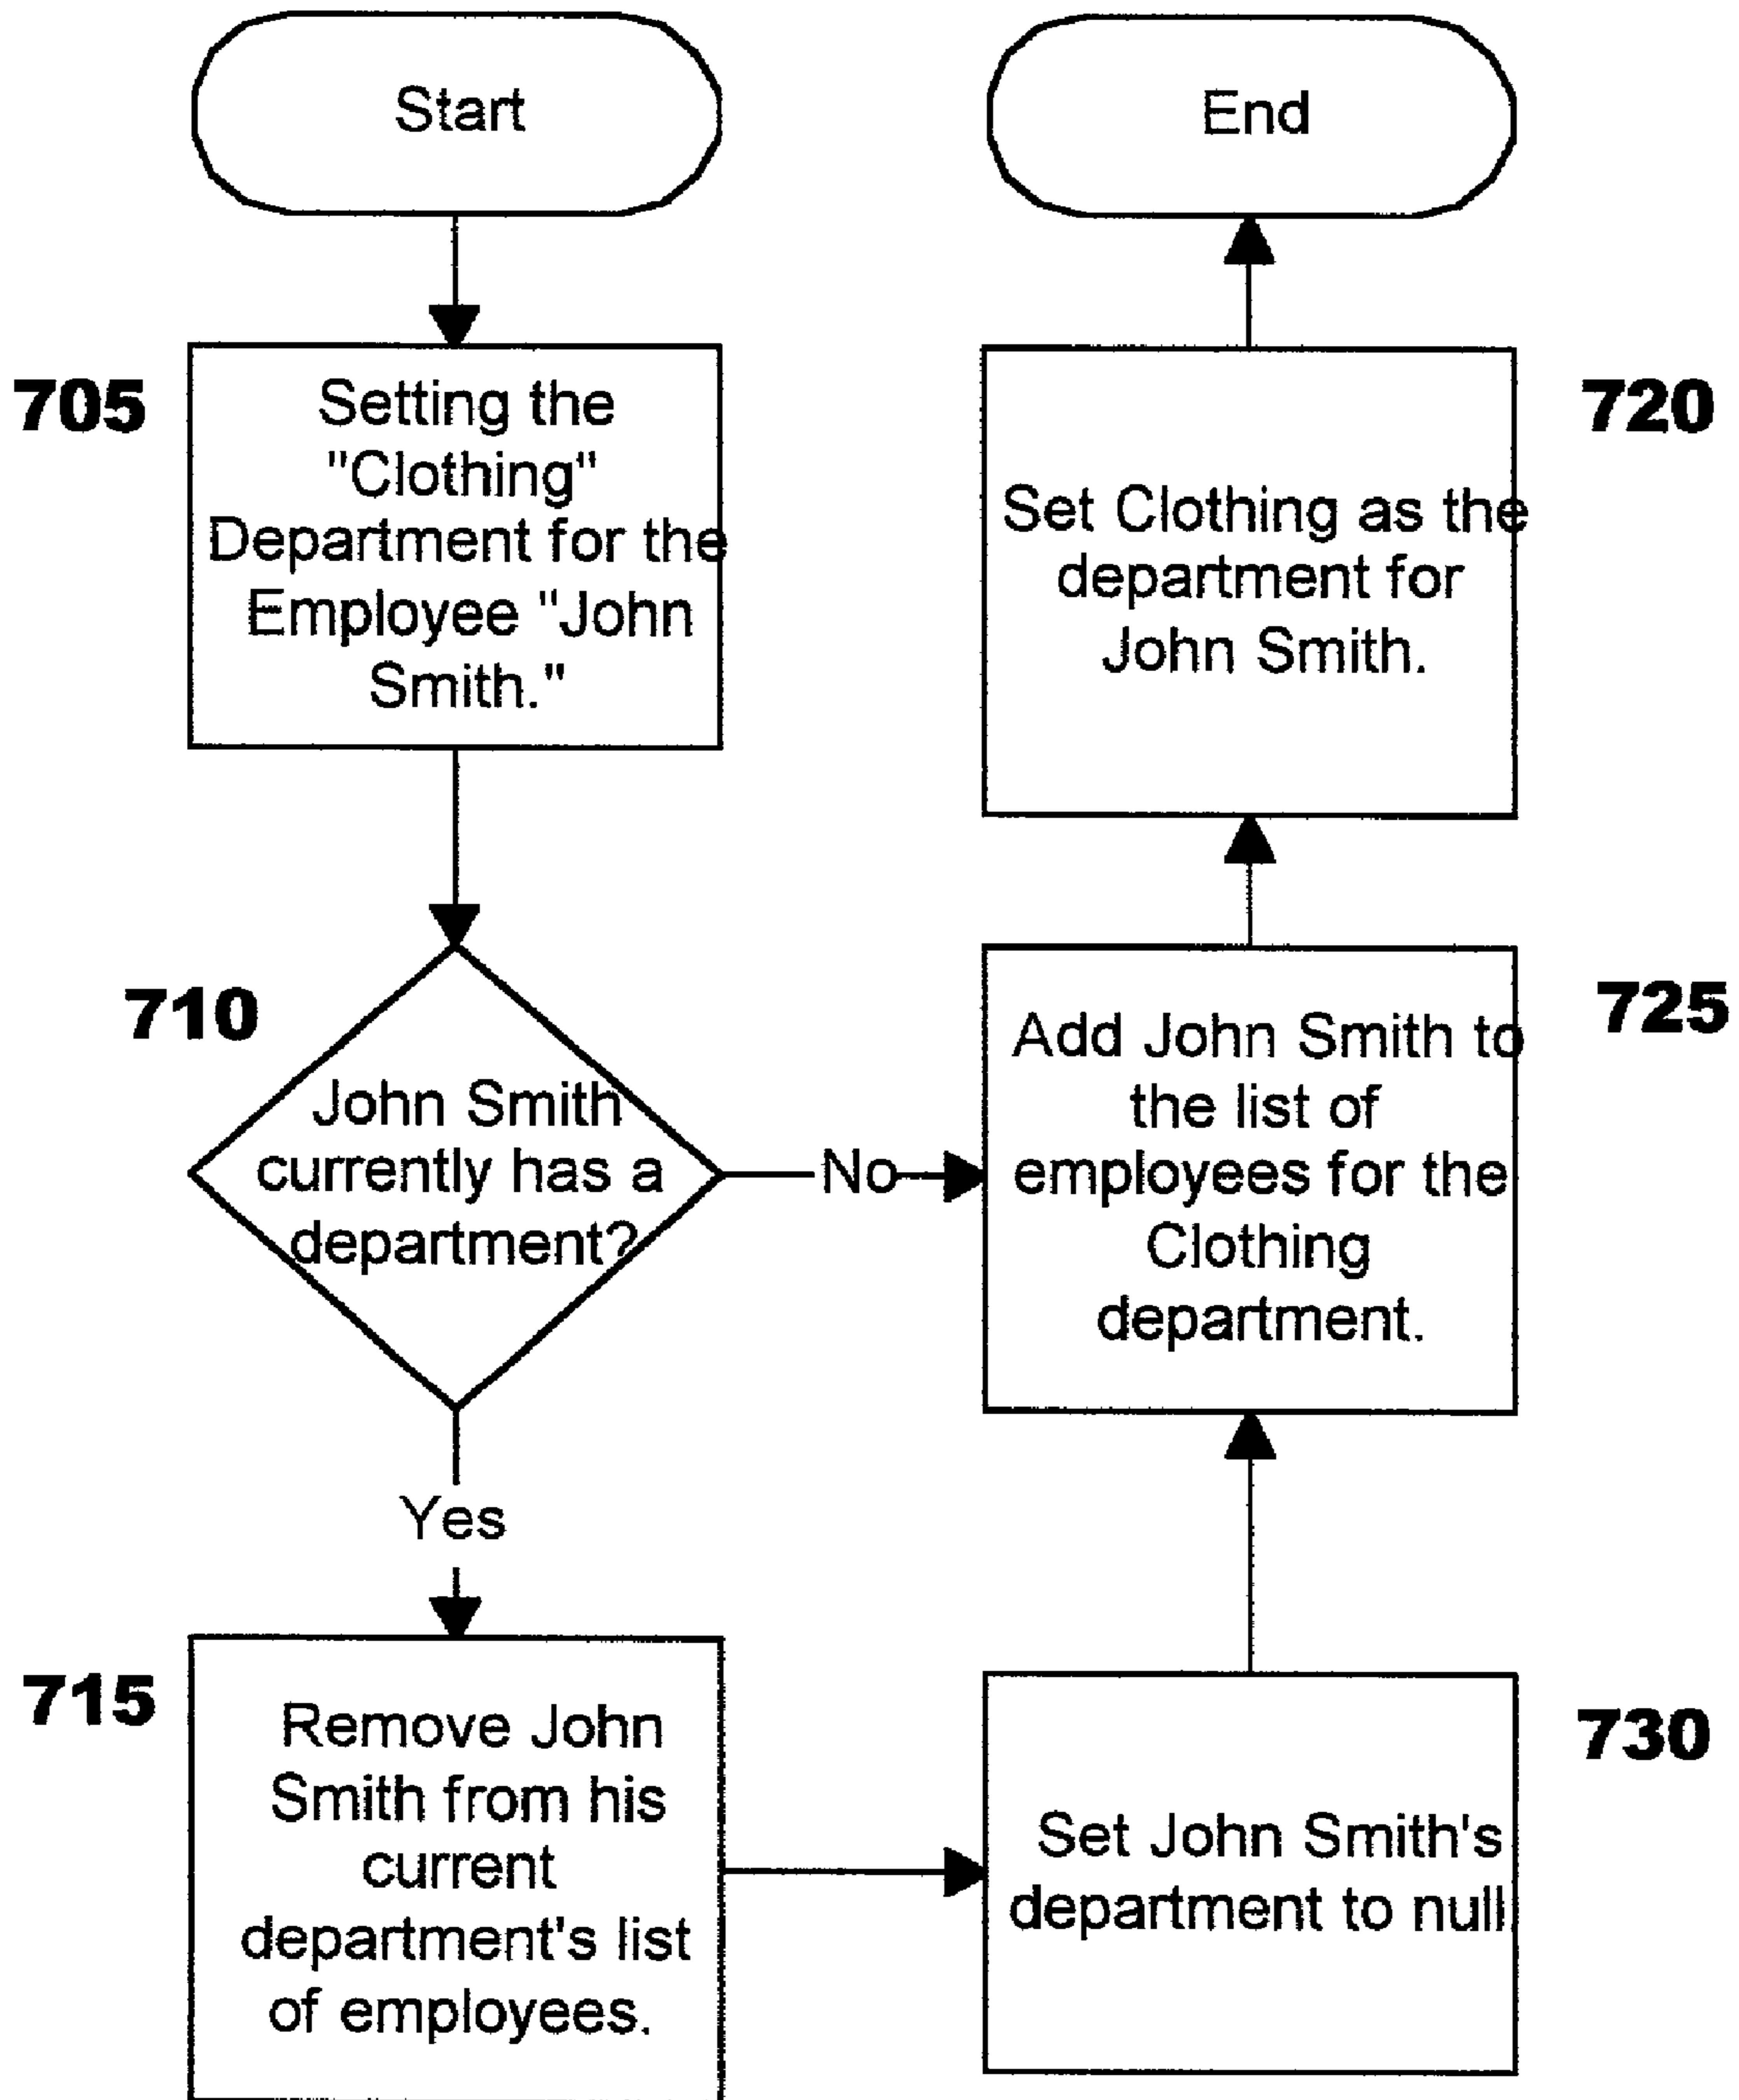 Start
705
Setting the
"Clothing"
Department for the
Employee "John
Smith."
710
John Smith
currently has a
department?
No
Yes
715
Remove John
Smith from his
current
department's list
of employees.
End
720
Set Clothing as the
department for
John Smith.
725
Add John Smith to
the list of
employees for the
Clothing
department.
730
Set John Smith's
department to null